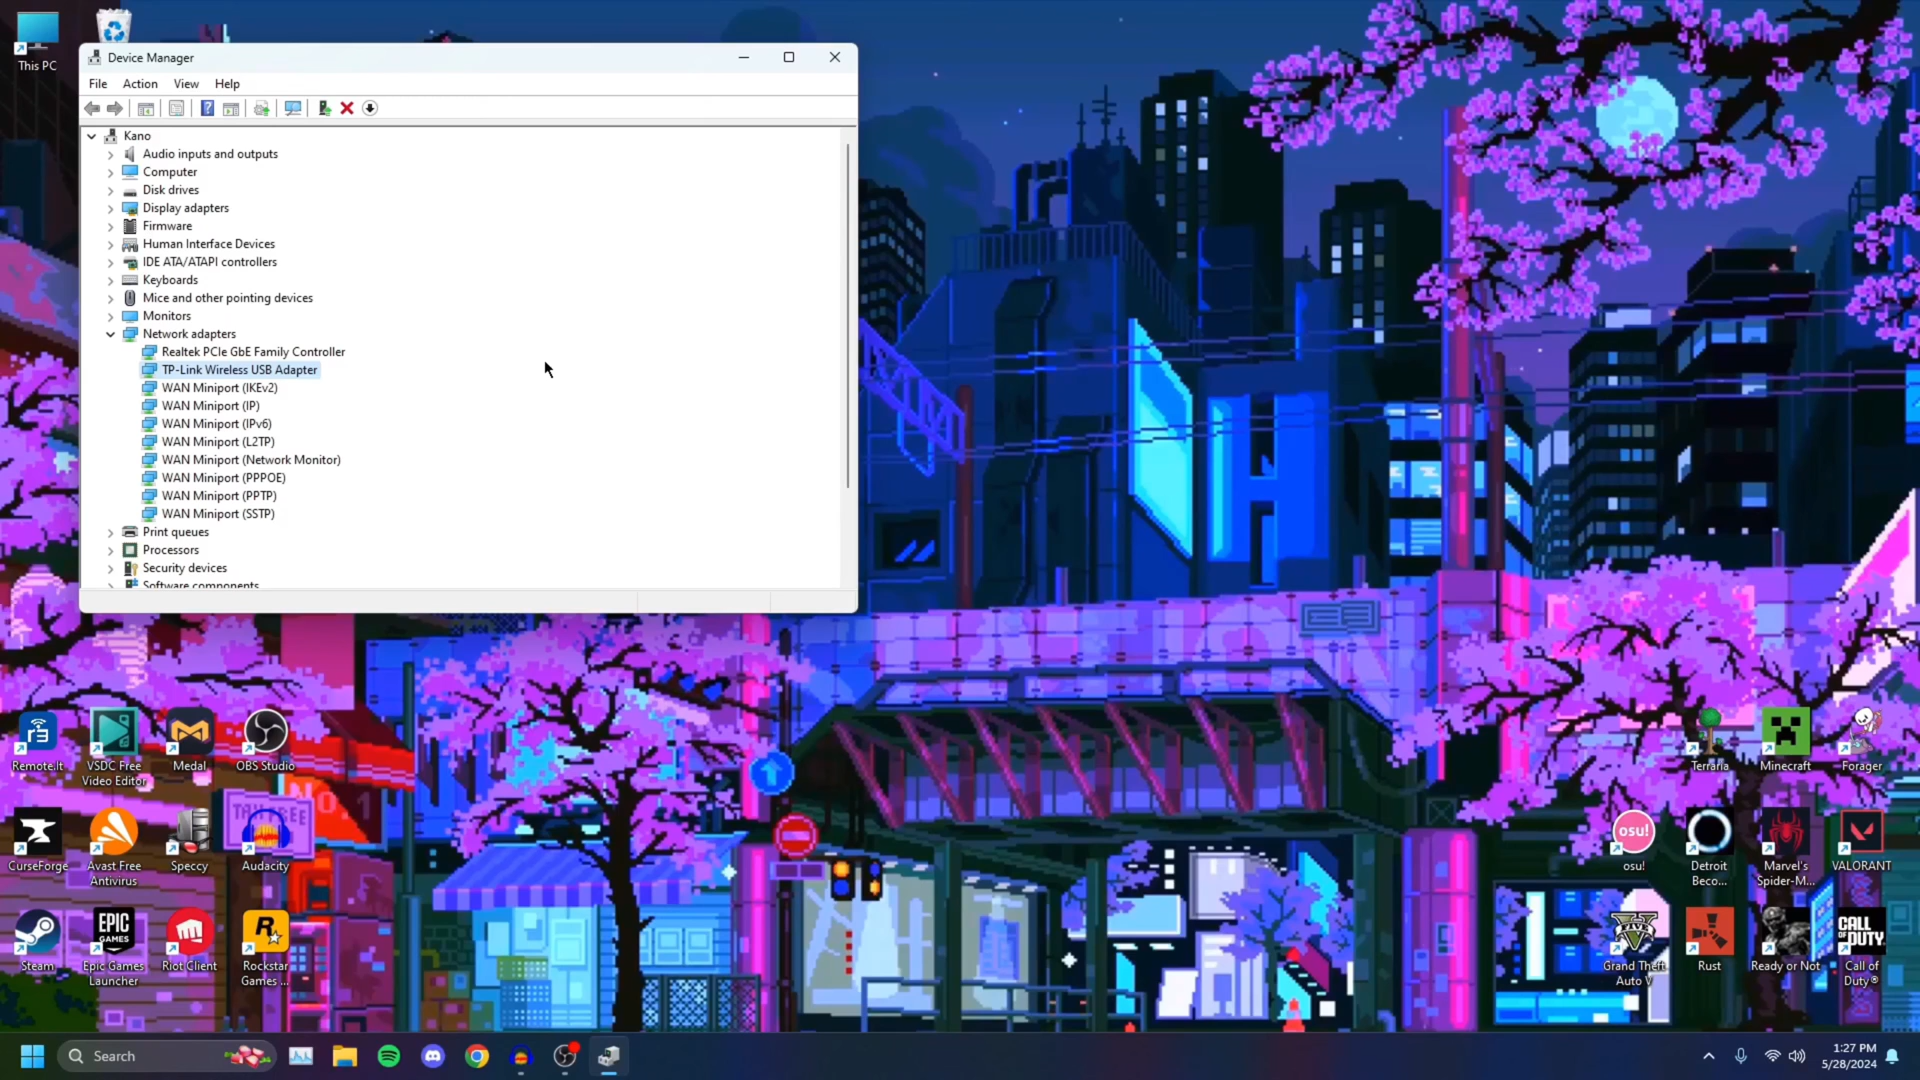 This PC
Device Manager
File Action View Help
Kano
Audio inputs and outputs
Computer
Disk drives
Display adapters
Firmware
Human Interface Devices
IDE ATA/ATAPI controllers
Keyboards
Mice and other pointing devices
Monitors
Network adapters
Realtek PCIe GbE Family Controller
TP-Link Wireless USB Adapter
WAN Miniport (IKEv2)
WAN Miniport (IP)
WAN Miniport (IPv6)
WAN Miniport (L2TP)
WAN Miniport (Network Monitor)
WAN Miniport (PPPOE)
WAN Miniport (PPTP)
WAN Miniport (SSTP)
Print queues
Processors
Security devices
Software components
Remote.It
VSDC Free
Video Editor
Medal
OBS Studio
Terraria
Minecraft
Forager
CurseForge
Avast Free
Antivirus
Speccy
Audacity
osu!
osu!
Detroit
Beco...
Marvel's
Spider-M...
VALORANT
Steam
EPIC
GAMES
Epic Games
Launcher
Riot Client
Rockstar
Games ...
FIVE
Grand Theft
Auto V
Rust
Ready or Not
CALL
OF DUTY
Call of
Duty®
Search
1:27 PM
5/28/2024